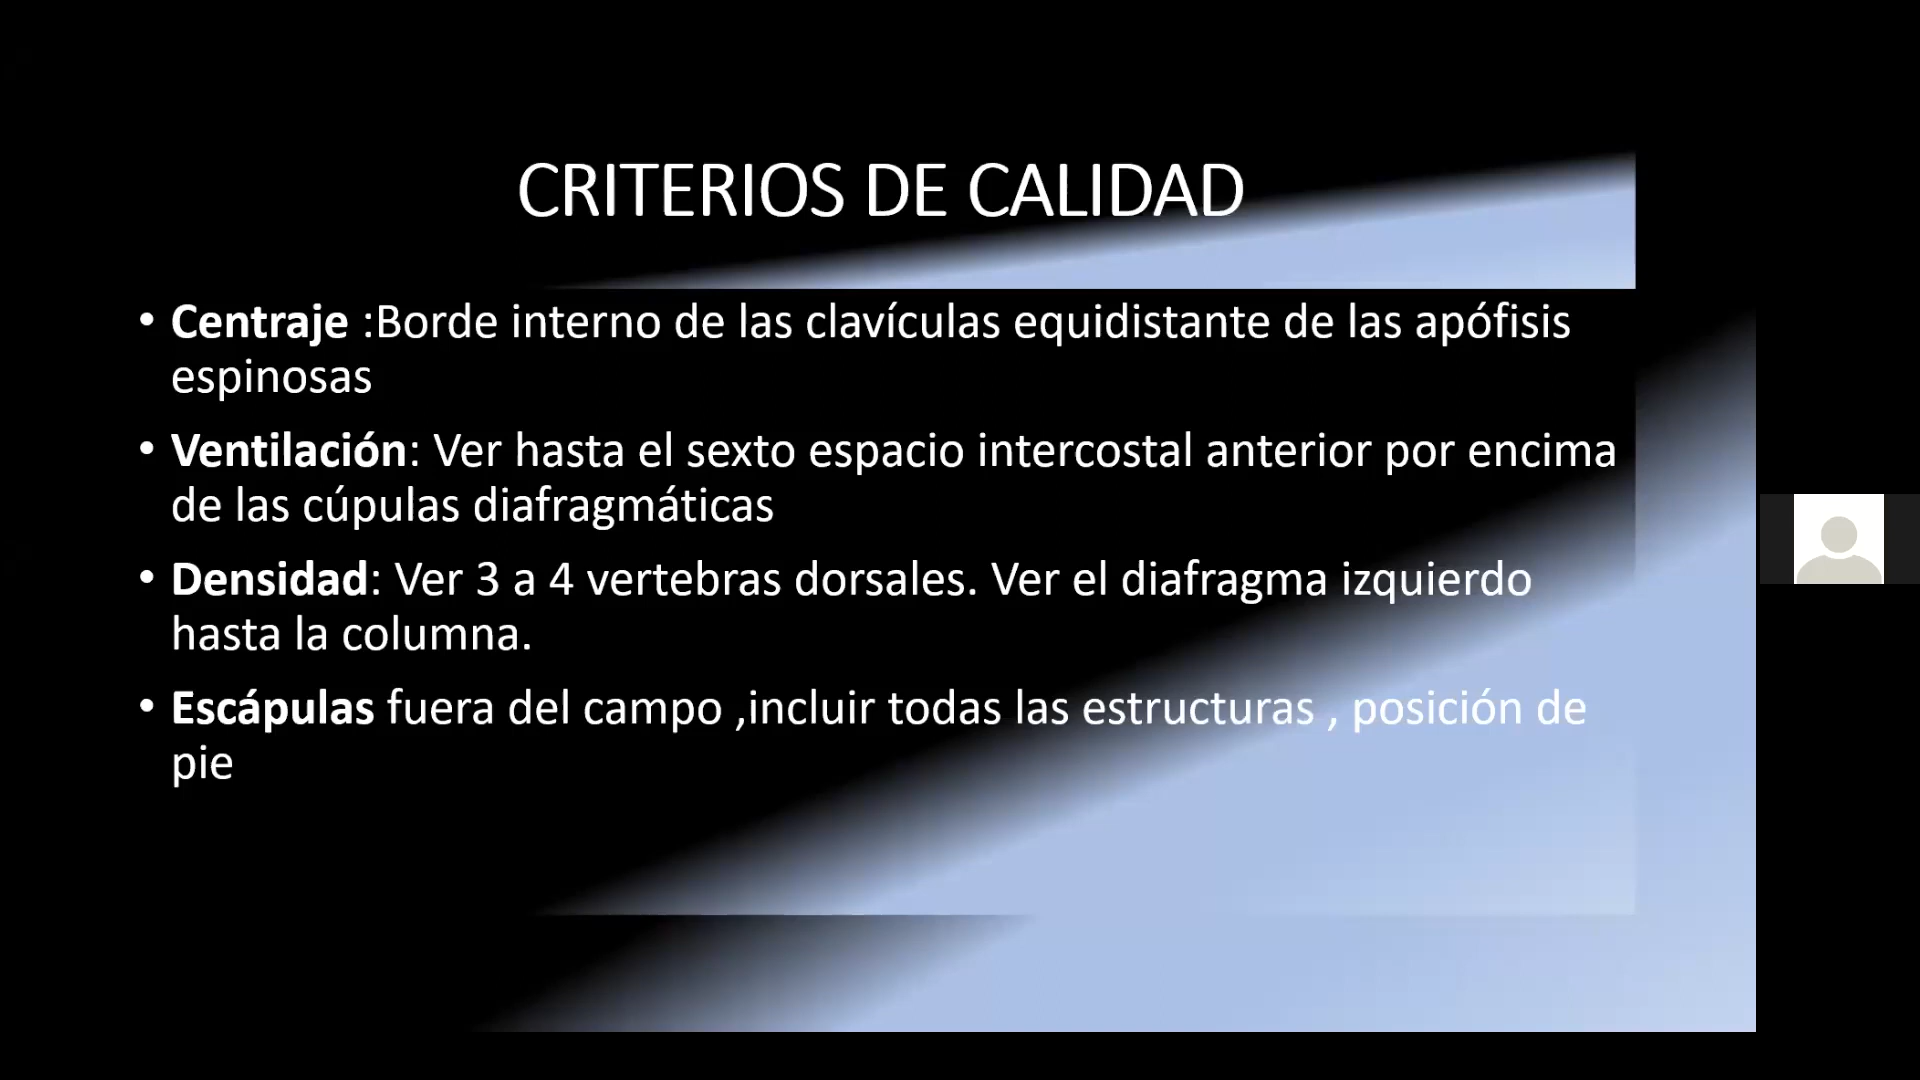 CRITERIOS DE CALIDAD
• Centraje :Borde interno de las clavículas equidistante de las apófisis
espinosas
• Ventilación: Ver hasta el sexto espacio intercostal anterior por encima
de las cúpulas diafragmáticas
• Densidad: Ver 3 a 4 vertebras dorsales. Ver el diafragma izquierdo
hasta la columna.
• Escápulas fuera del campo ,incluir todas las estructuras , posición de
pie